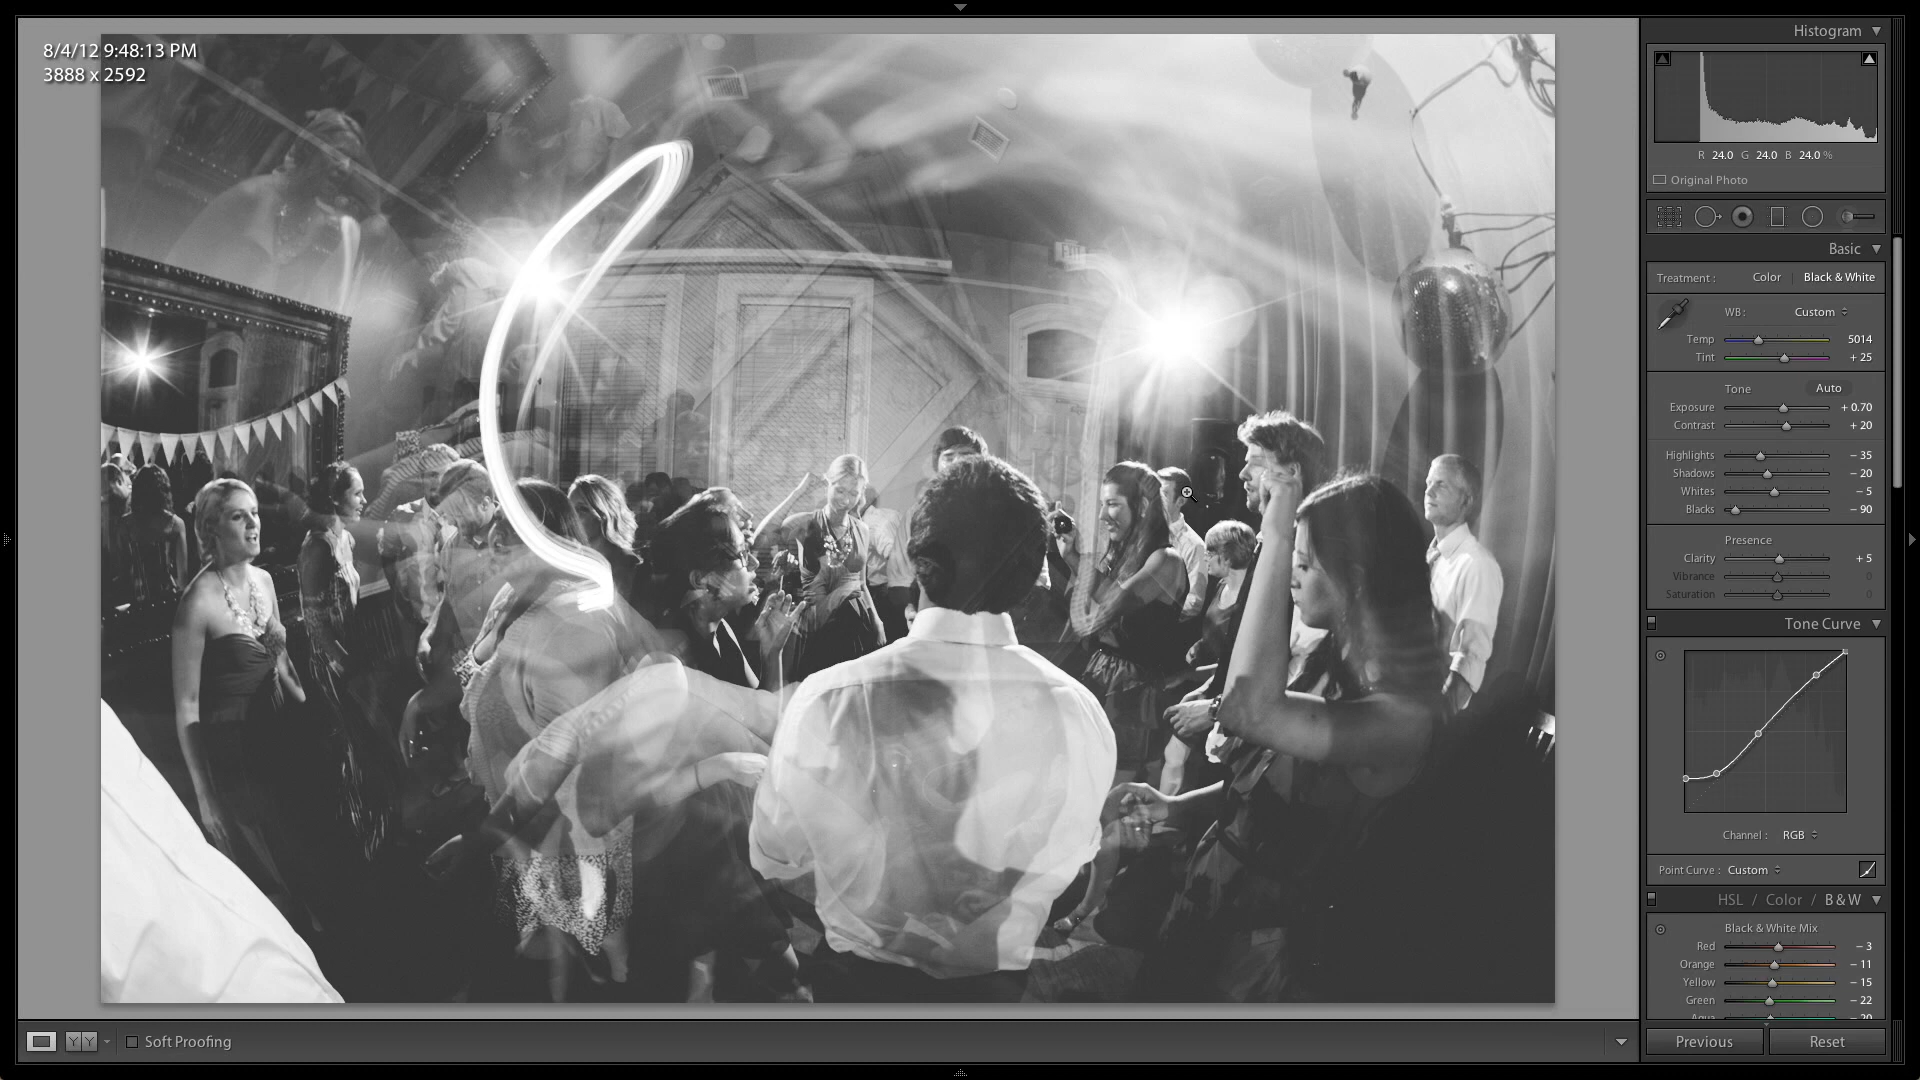 8/4/12 9:48:13 PM
3888 x 2592
Histogram
R 24.0 G 24.0 B 24.0 %
Original Photo
Basic
Treatment : Color Black & White
WB : Custom
Temp 5014
Tint + 25
Tone Auto
Exposure + 0.70
Contrast + 20
Highlights − 35
Shadows − 20
Whites − 5
Blacks − 90
Presence
Clarity + 5
Vibrance 0
Saturation 0
Tone Curve
Channel : RGB
Point Curve : Custom
HSL / Color / B & W
Black & White Mix
Red − 3
Orange − 11
Yellow − 15
Green − 22
Aqua − 20
Y Y Soft Proofing
Previous Reset